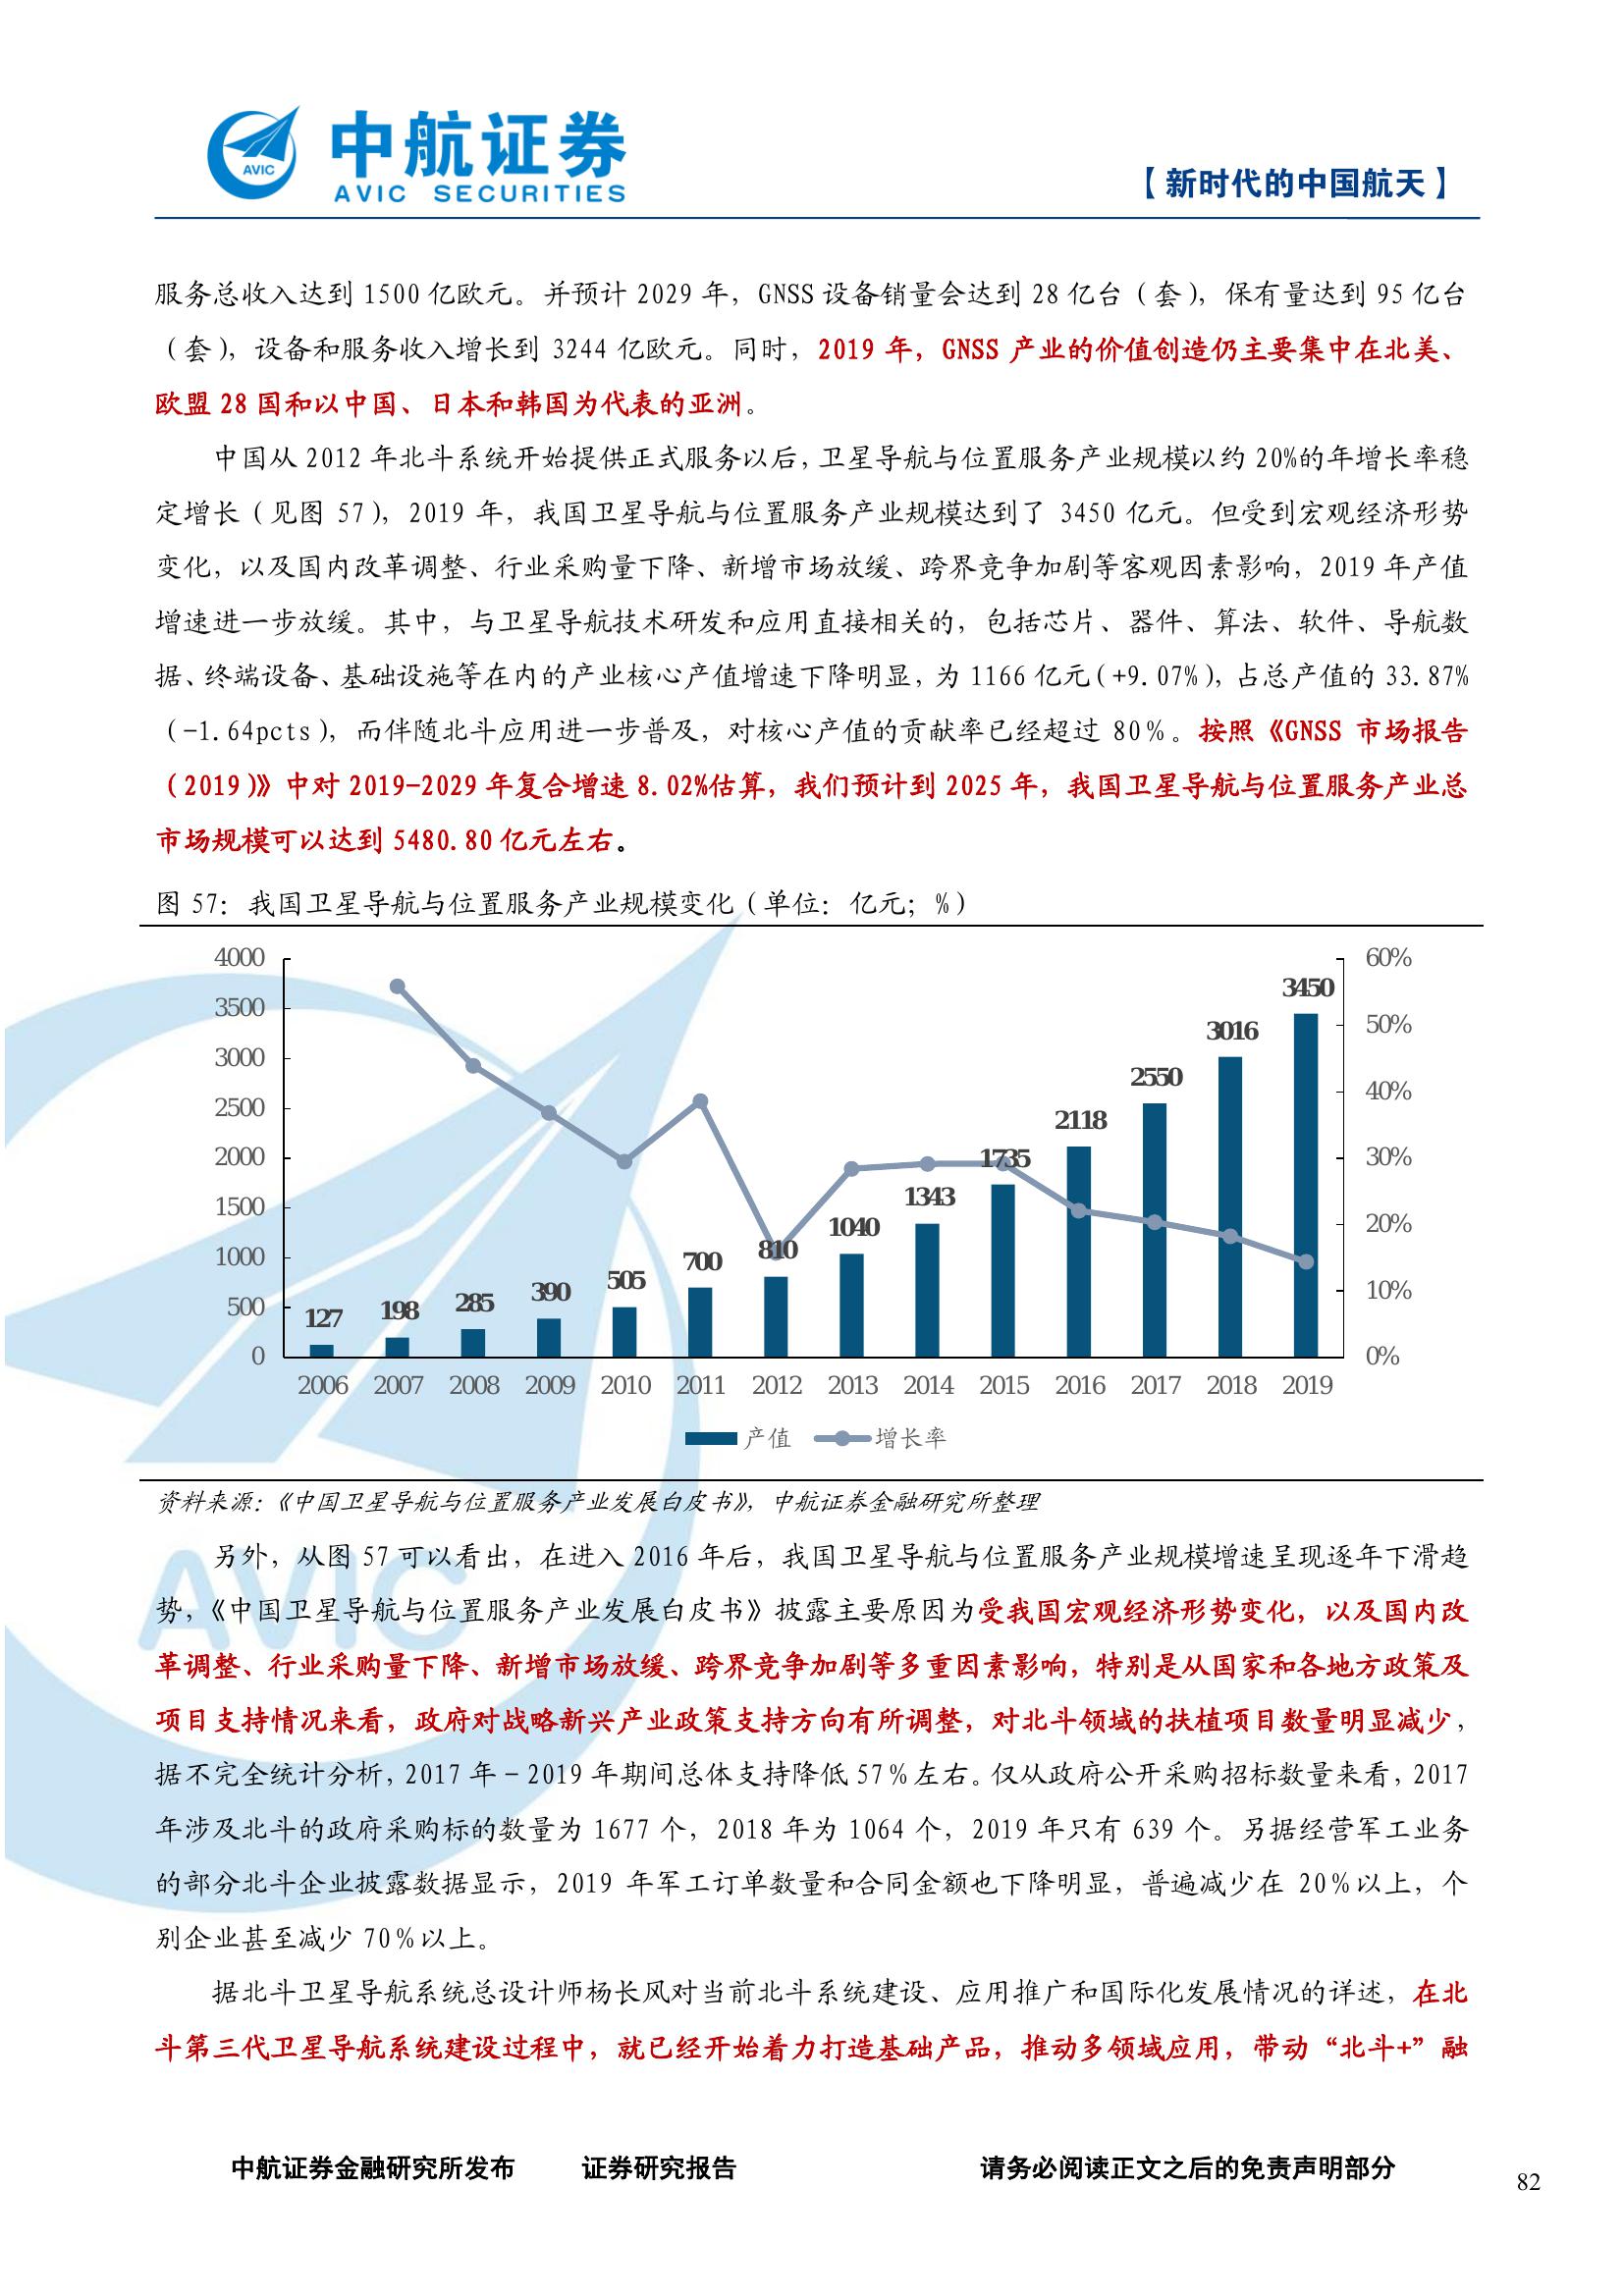 中航证券
AVIC SECURITIES
AVIC
【新时代的中国航天】
服务总收入达到 1500 亿欧元。并预计 2029 年，GNSS 设备销量会达到 28 亿台（套），保有量达到 95 亿台
（套），设备和服务收入增长到 3244 亿欧元。同时，2019 年，GNSS 产业的价值创造仍主要集中在北美、
欧盟 28 国和以中国、日本和韩国为代表的亚洲。
中国从 2012 年北斗系统开始提供正式服务以后，卫星导航与位置服务产业规模以约 20%的年增长率稳
定增长（见图 57），2019 年，我国卫星导航与位置服务产业规模达到了 3450 亿元。但受到宏观经济形势
变化，以及国内改革调整、行业采购量下降、新增市场放缓、跨界竞争加剧等客观因素影响，2019 年产值
增速进一步放缓。其中，与卫星导航技术研发和应用直接相关的，包括芯片、器件、算法、软件、导航数
据、终端设备、基础设施等在内的产业核心产值增速下降明显，为 1166 亿元(+9.07%)，占总产值的 33.87%
（-1.64pcts），而伴随北斗应用进一步普及，对核心产值的贡献率已经超过 80%。按照《GNSS 市场报告
（2019）》中对 2019-2029 年复合增速 8.02%估算，我们预计到 2025 年，我国卫星导航与位置服务产业总
市场规模可以达到 5480.80 亿元左右。
图 57：我国卫星导航与位置服务产业规模变化（单位：亿元；%）
4000
3500
3000
2500
2000
1500
1000
500
0
60%
50%
40%
30%
20%
10%
0%
127
198
285
390
505
700
810
1040
1343
1735
2118
2550
3016
3450
2006 2007 2008 2009 2010 2011 2012 2013 2014 2015 2016 2017 2018 2019
产值 增长率
资料来源：《中国卫星导航与位置服务产业发展白皮书》，中航证券金融研究所整理
AVIC
另外，从图 57 可以看出，在进入 2016 年后，我国卫星导航与位置服务产业规模增速呈现逐年下滑趋
势，《中国卫星导航与位置服务产业发展白皮书》披露主要原因为受我国宏观经济形势变化，以及国内改
革调整、行业采购量下降、新增市场放缓、跨界竞争加剧等多重因素影响，特别是从国家和各地方政策及
项目支持情况来看，政府对战略新兴产业政策支持方向有所调整，对北斗领域的扶植项目数量明显减少，
据不完全统计分析，2017 年－2019 年期间总体支持降低 57％左右。仅从政府公开采购招标数量来看，2017
年涉及北斗的政府采购标的数量为 1677 个，2018 年为 1064 个，2019 年只有 639 个。另据经营军工业务
的部分北斗企业披露数据显示，2019 年军工订单数量和合同金额也下降明显，普遍减少在 20％以上，个
别企业甚至减少 70％以上。
据北斗卫星导航系统总设计师杨长风对当前北斗系统建设、应用推广和国际化发展情况的详述，在北
斗第三代卫星导航系统建设过程中，就已经开始着力打造基础产品，推动多领域应用，带动“北斗+”融
中航证券金融研究所发布 证券研究报告 请务必阅读正文之后的免责声明部分
82